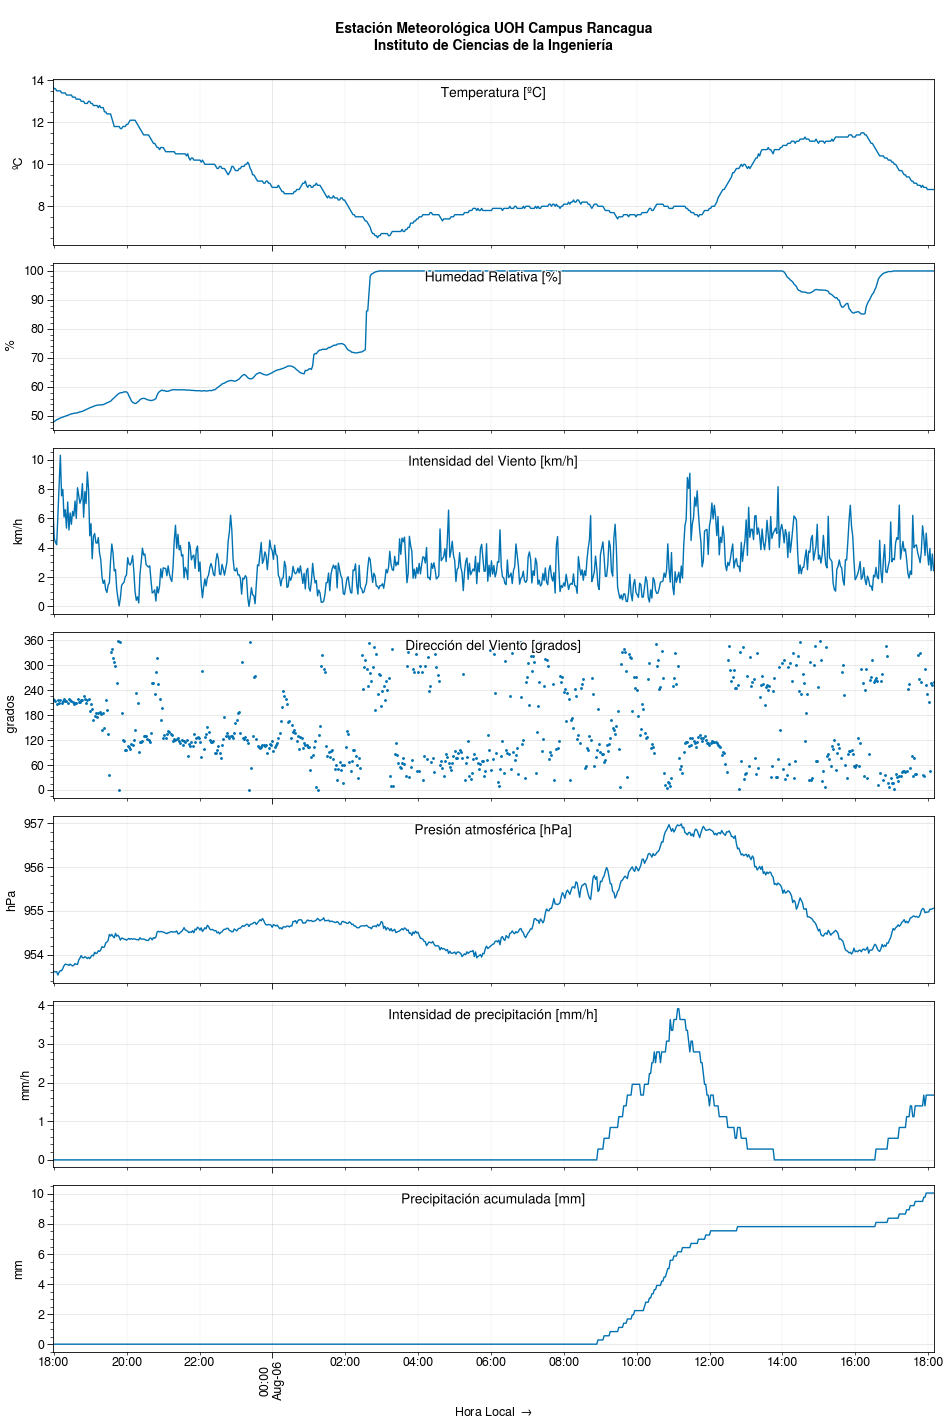 Estación Meteorológica UOH Campus Rancagua
Instituto de Ciencias de la Ingeniería
Temperatura [ºC]
ºC
14
12
10
8
Humedad Relativa [%]
%
100
90
80
70
60
50
Intensidad del Viento [km/h]
km/h
10
8
6
4
2
0
Dirección del Viento [grados]
grados
360
300
240
180
120
60
0
Presión atmosférica [hPa]
hPa
957
956
955
954
Intensidad de precipitación [mm/h]
mm/h
4
3
2
1
0
Precipitación acumulada [mm]
mm
10
8
6
4
2
0
18:00 20:00 22:00 00:00 02:00 04:00 06:00 08:00 10:00 12:00 14:00 16:00 18:00
Aug-06
Hora Local →